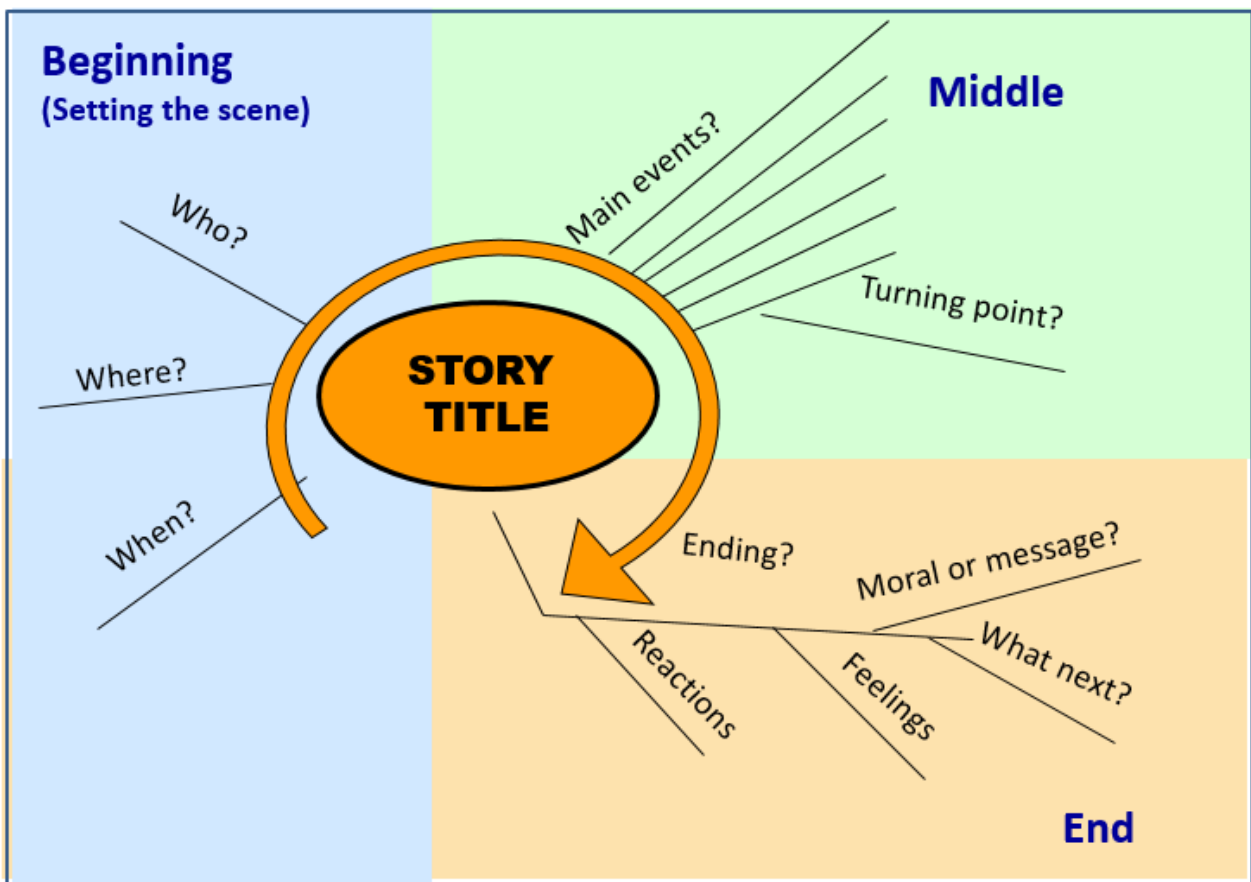 Beginning
(Setting the scene)
Who?
Where?
When?
STORY
TITLE
Middle
Main events?
Turning point?
Ending?
Moral or message?
What next?
Reactions
Feelings
End